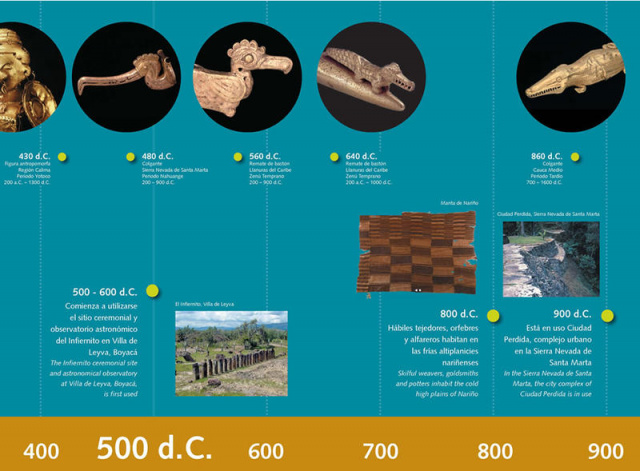 430 d.C.
Figura antropomorfa
Región Calima
Periodo Yotoco
200 a.C. – 1300 d.C.
480 d.C.
Colgante
Sierra Nevada de Santa Marta
Periodo Nahuange
200 – 900 d.C.
560 d.C.
Remate de bastón
Llanuras del Caribe
Zenú Temprano
200 – 900 d.C.
640 d.C.
Remate de bastón
Llanuras del Caribe
Zenú Temprano
200 a.C. – 1000 d.C.
860 d.C.
Colgante
Cauca Medio
Periodo Tardío
700 – 1600 d.C.
Manta de Nariño
Ciudad Perdida, Sierra Nevada de Santa Marta
500 - 600 d.C.
Comienza a utilizarse
el sitio ceremonial y
observatorio astronómico
del Infiernito en Villa de
Leyva, Boyacá
The Infiernito ceremonial site
and astronomical observatory
at Villa de Leyva, Boyacá,
is first used
El Infiernito, Villa de Leyva
800 d.C.
Hábiles tejedores, orfebres
y alfareros habitan en
las frías altiplanicies
nariñenses
Skilful weavers, goldsmiths
and potters inhabit the cold
high plains of Nariño
900 d.C.
Está en uso Ciudad
Perdida, complejo urbano
en la Sierra Nevada de
Santa Marta
In the Sierra Nevada de Santa
Marta, the city complex of
Ciudad Perdida is in use
400 500 d.C. 600 700 800 900